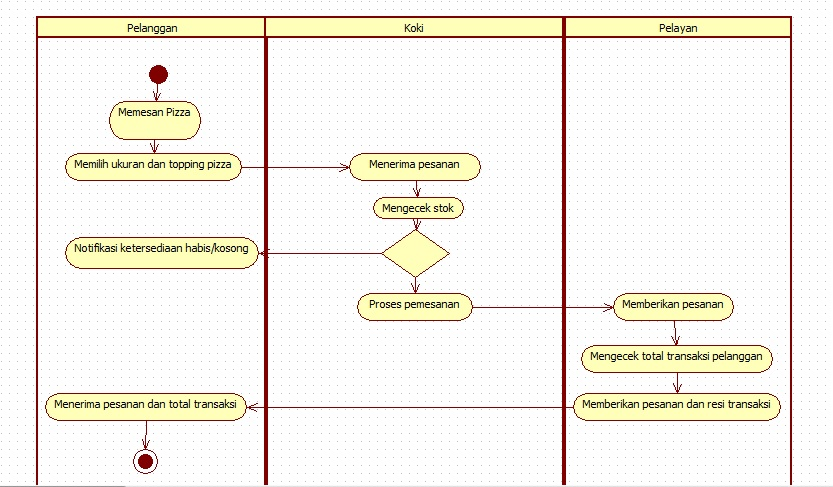 Pelanggan
Koki
Pelayan
Memesan Pizza
Memilih ukuran dan topping pizza
Menerima pesanan
Mengecek stok
Notifikasi ketersediaan habis/kosong
Proses pemesanan
Memberikan pesanan
Mengecek total transaksi pelanggan
Menerima pesanan dan total transaksi
Memberikan pesanan dan resi transaksi